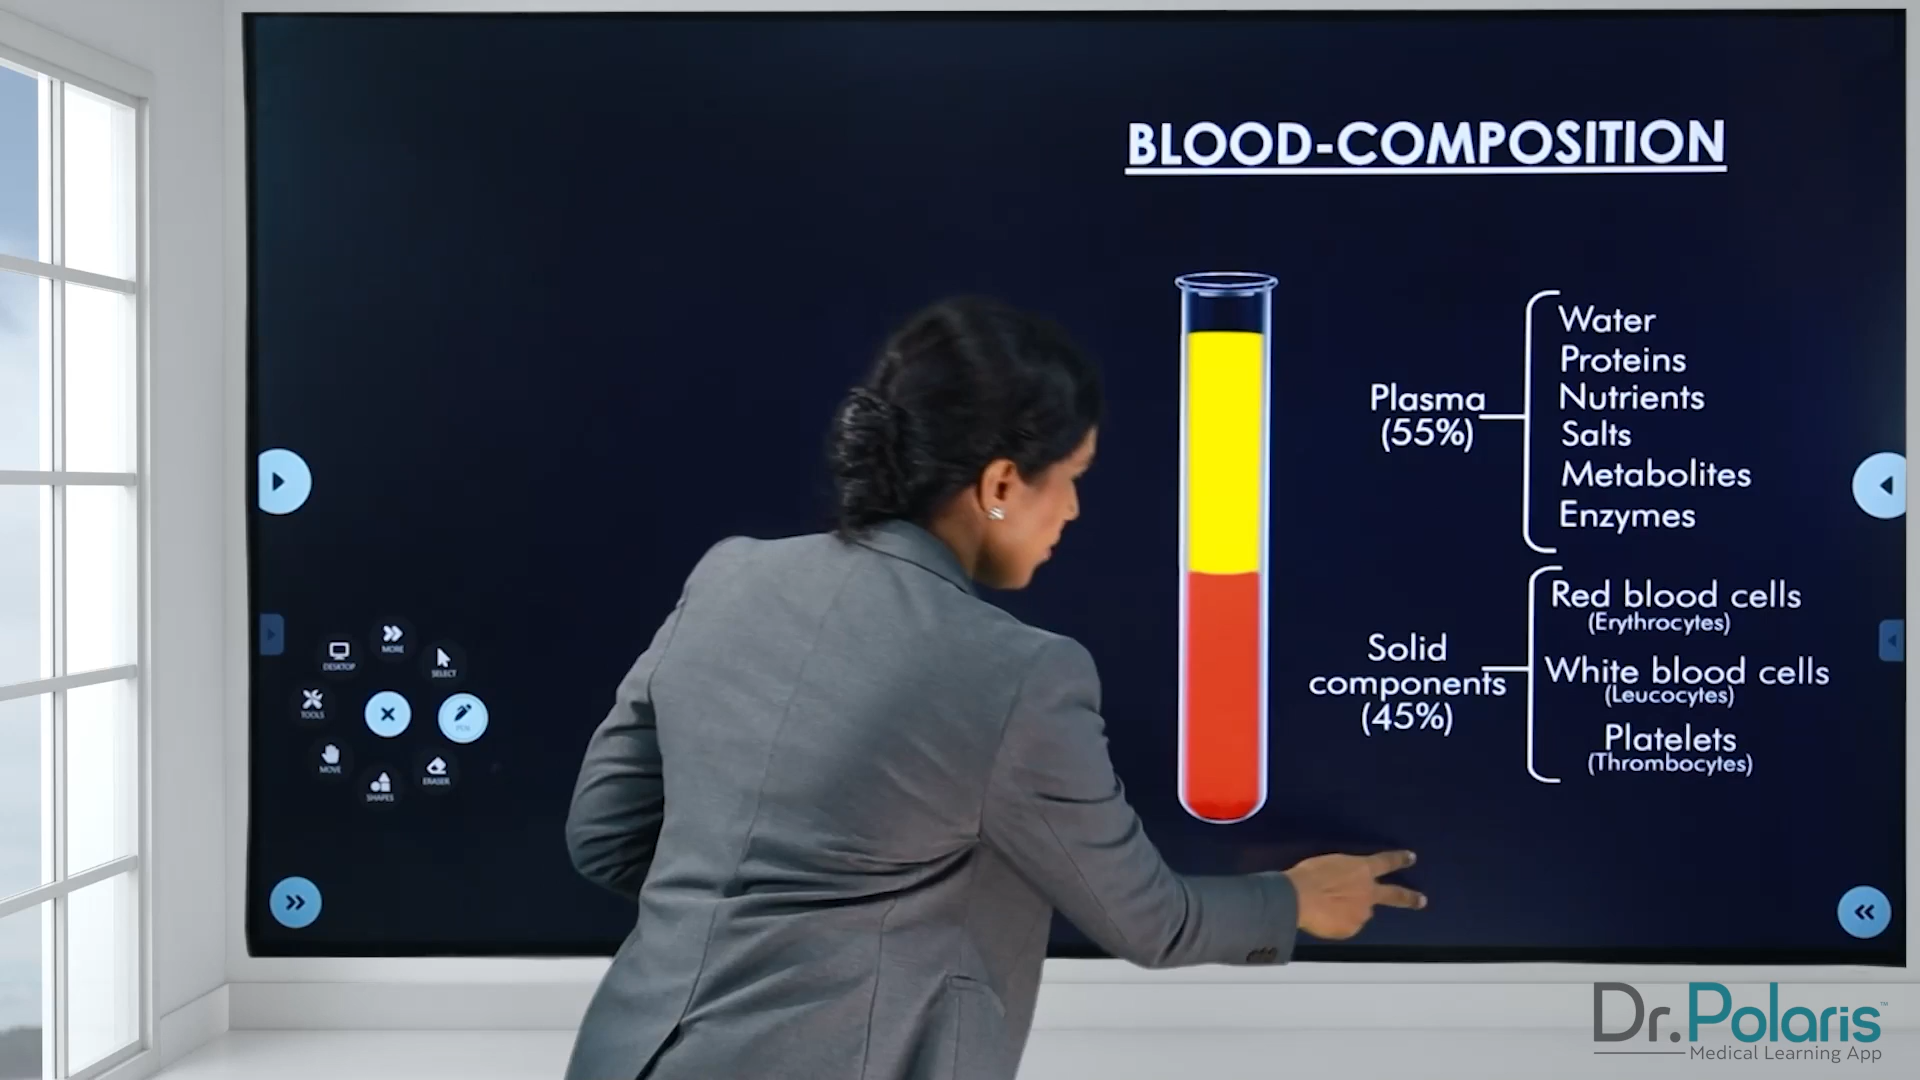 BLOOD-COMPOSITION
Plasma
(55%)
Water
Proteins
Nutrients
Salts
Metabolites
Enzymes
Solid
components
(45%)
Red blood cells
(Erythrocytes)
White blood cells
(Leucocytes)
Platelets
(Thrombocytes)
MORE
DESKTOP
SELECT
TOOLS
PEN
MOVE
ERASER
SHAPES
Dr.Polaris™
Medical Learning App